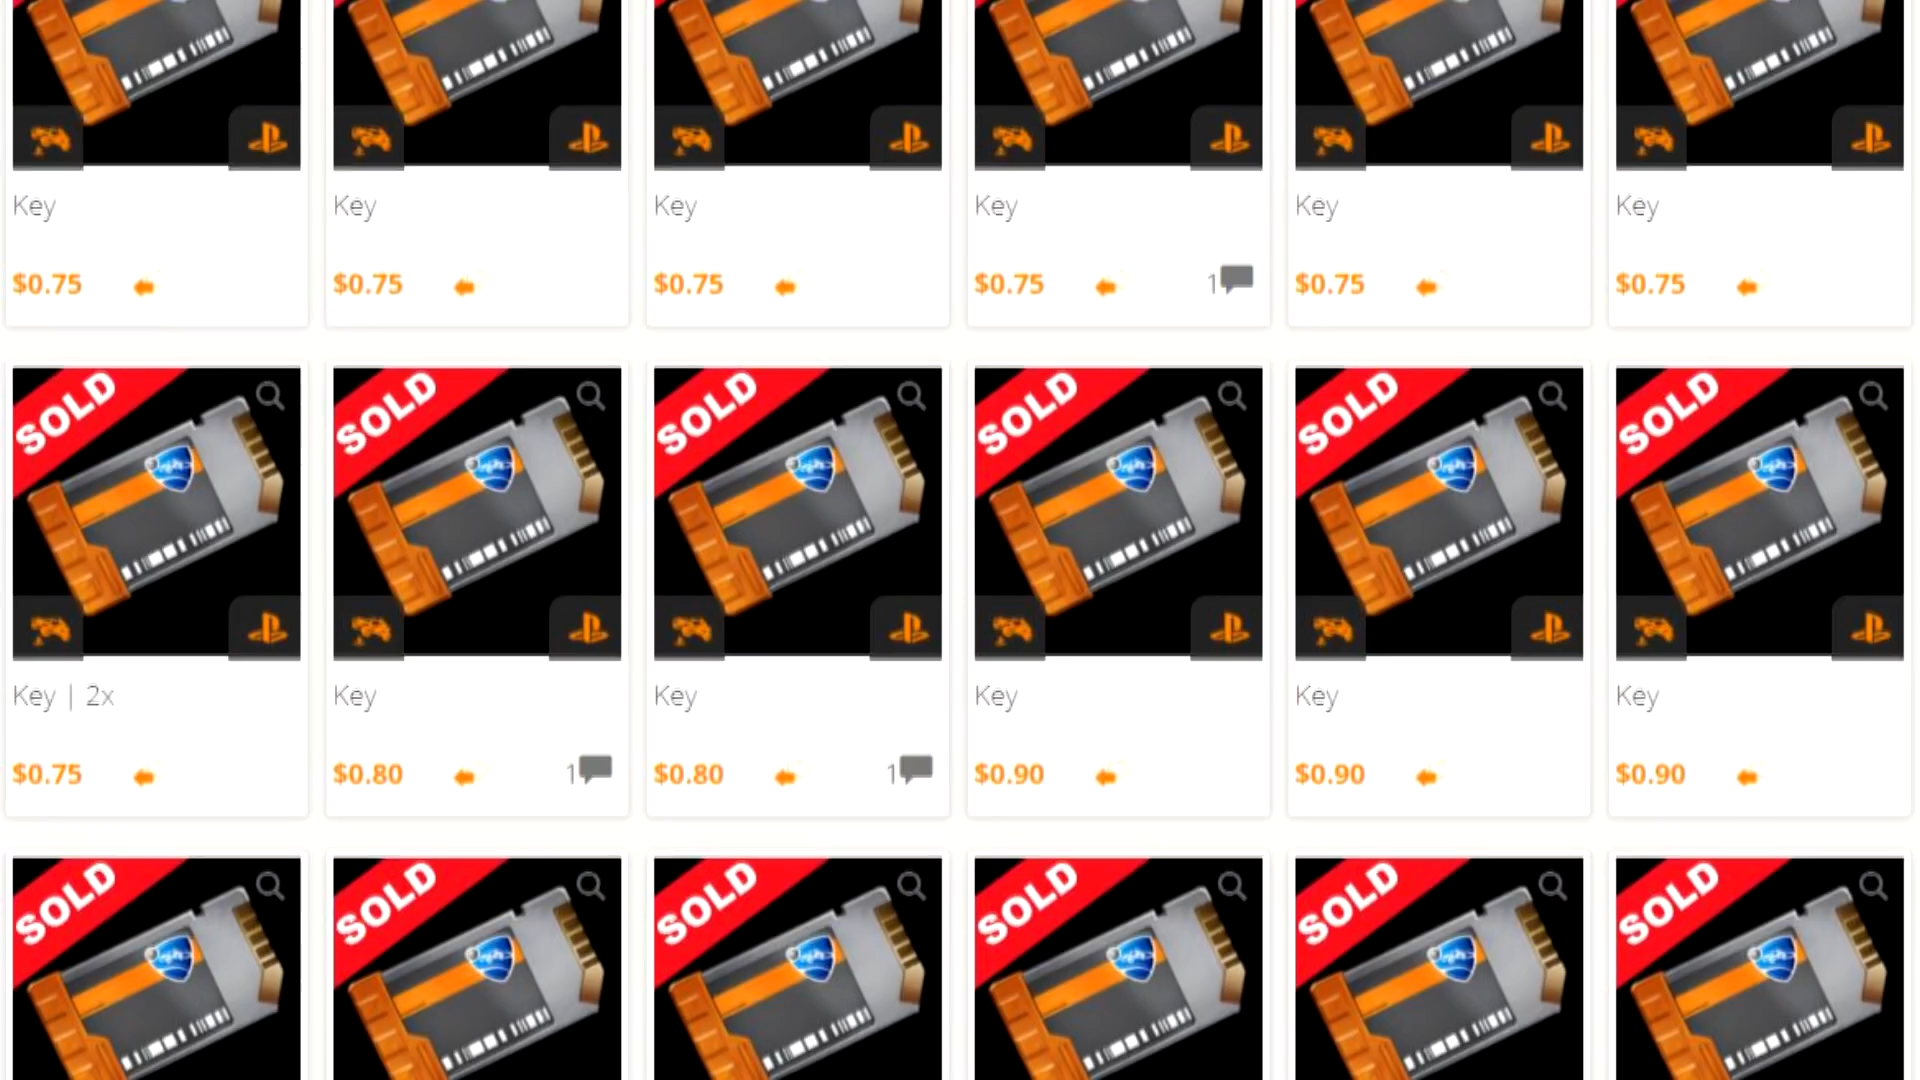 Key Key Key Key Key Key
$0.75 $0.75 $0.75 $0.75 1 $0.75 $0.75
SOLD SOLD SOLD SOLD SOLD SOLD
Key | 2x Key Key Key Key Key
$0.75 $0.80 1 $0.80 1 $0.90 $0.90 $0.90
SOLD SOLD SOLD SOLD SOLD SOLD